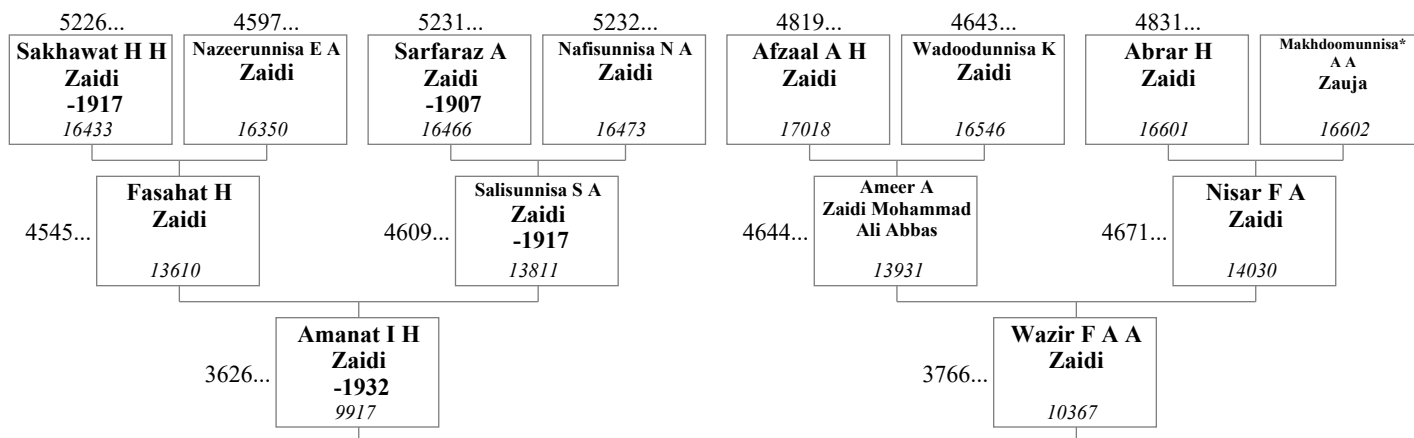 5226... 4597... 5231... 5232... 4819... 4643... 4831...
Sakhawat H H
Zaidi
-1917
16433
Nazeerunnisa E A
Zaidi
16350
Sarfaraz A
Zaidi
-1907
16466
Nafisunnisa N A
Zaidi
16473
Afzaal A H
Zaidi
17018
Wadoodunnisa K
Zaidi
16546
Abrar H
Zaidi
16601
Makhdoomunnisa*
A A
Zauja
16602
4545...
Fasahat H
Zaidi
13610
4609...
Salisunnisa S A
Zaidi
-1917
13811
4644...
Ameer A
Zaidi Mohammad
Ali Abbas
13931
4671...
Nisar F A
Zaidi
14030
3626...
Amanat I H
Zaidi
-1932
9917
3766...
Wazir F A A
Zaidi
10367